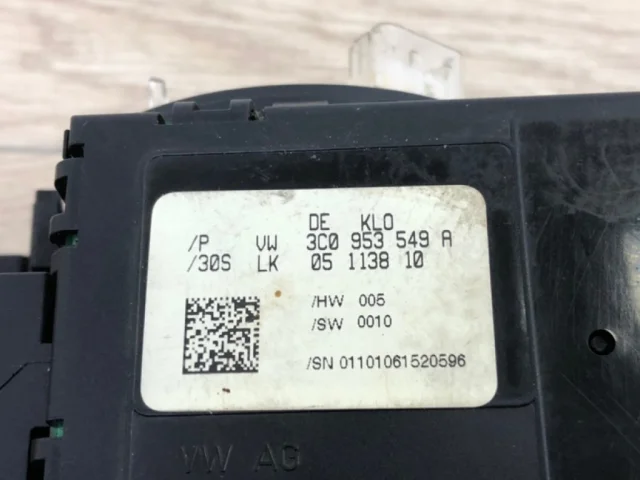 DE KLO
/P VW 3C0 953 549 A
/30S LK 05 1138 10
/HW 005
/SW 0010
/SN 01101061520596
VW AG